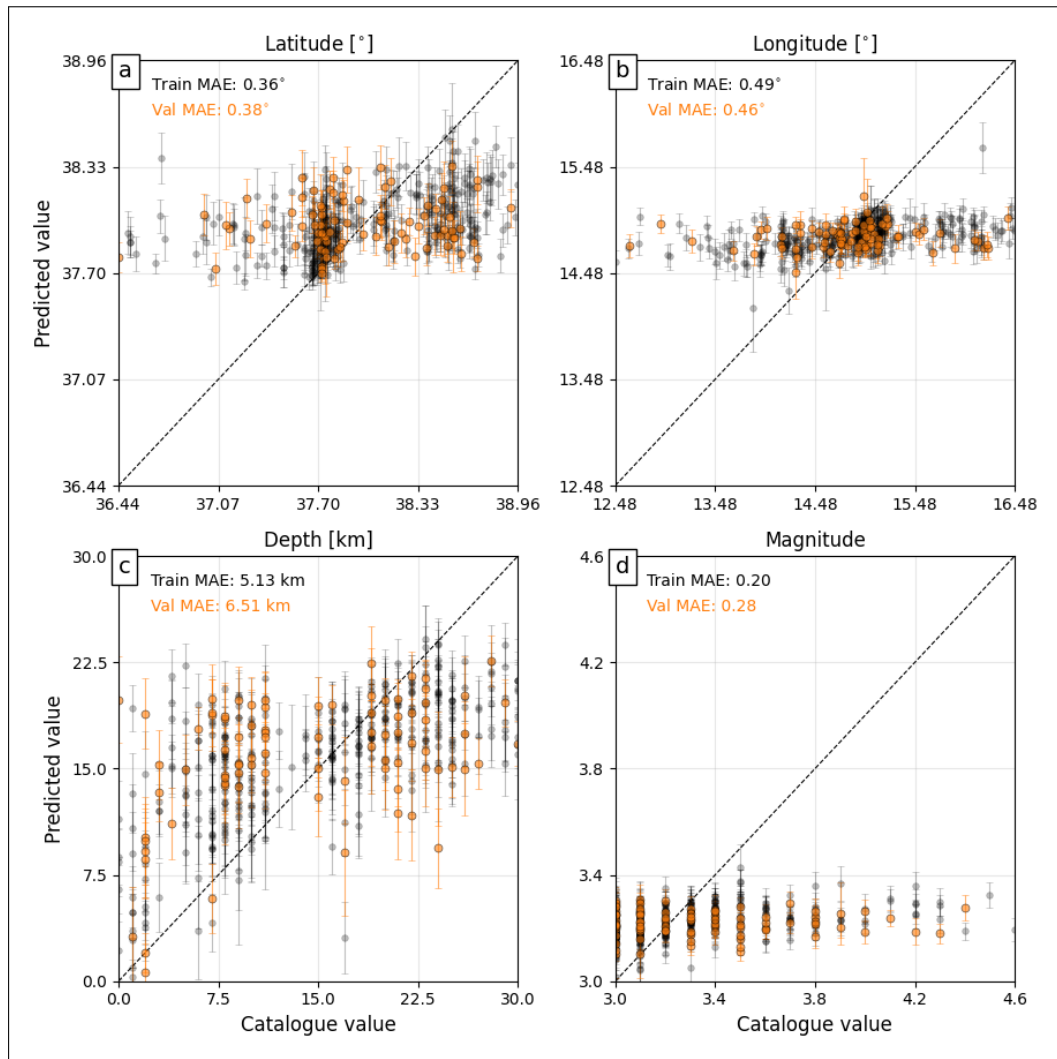 Latitude [°]
a
Train MAE: 0.36°
Val MAE: 0.38°
38.96
38.33
37.70
37.07
36.44
36.44 37.07 37.70 38.33 38.96
Predicted value
Longitude [°]
b
Train MAE: 0.49°
Val MAE: 0.46°
16.48
15.48
14.48
13.48
12.48
12.48 13.48 14.48 15.48 16.48
Depth [km]
c
Train MAE: 5.13 km
Val MAE: 6.51 km
30.0
22.5
15.0
7.5
0.0
0.0 7.5 15.0 22.5 30.0
Predicted value
Catalogue value
Magnitude
d
Train MAE: 0.20
Val MAE: 0.28
4.6
4.2
3.8
3.4
3.0
3.0 3.4 3.8 4.2 4.6
Catalogue value